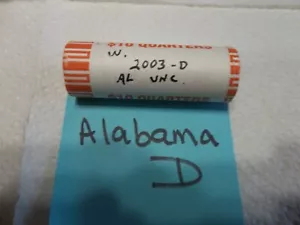 $10 QUARTERS
W.
2003-D
AL UNC.
$10 QUARTERS
Alabama
D